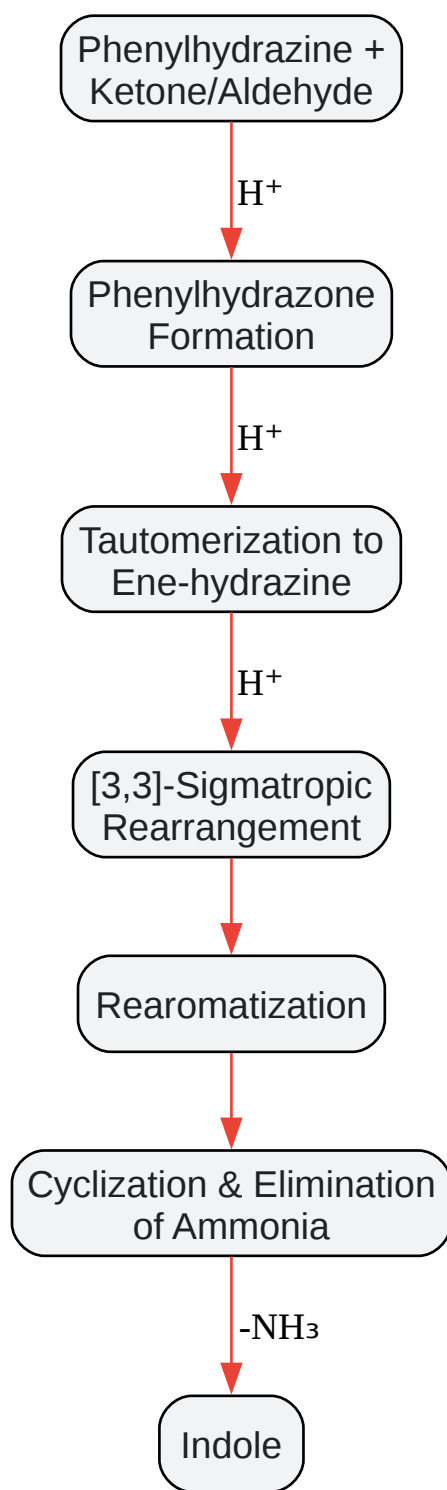 Phenylhydrazine +
Ketone/Aldehyde
H⁺
Phenylhydrazone
Formation
H⁺
Tautomerization to
Ene-hydrazine
H⁺
[3,3]-Sigmatropic
Rearrangement
Rearomatization
Cyclization & Elimination
of Ammonia
-NH₃
Indole